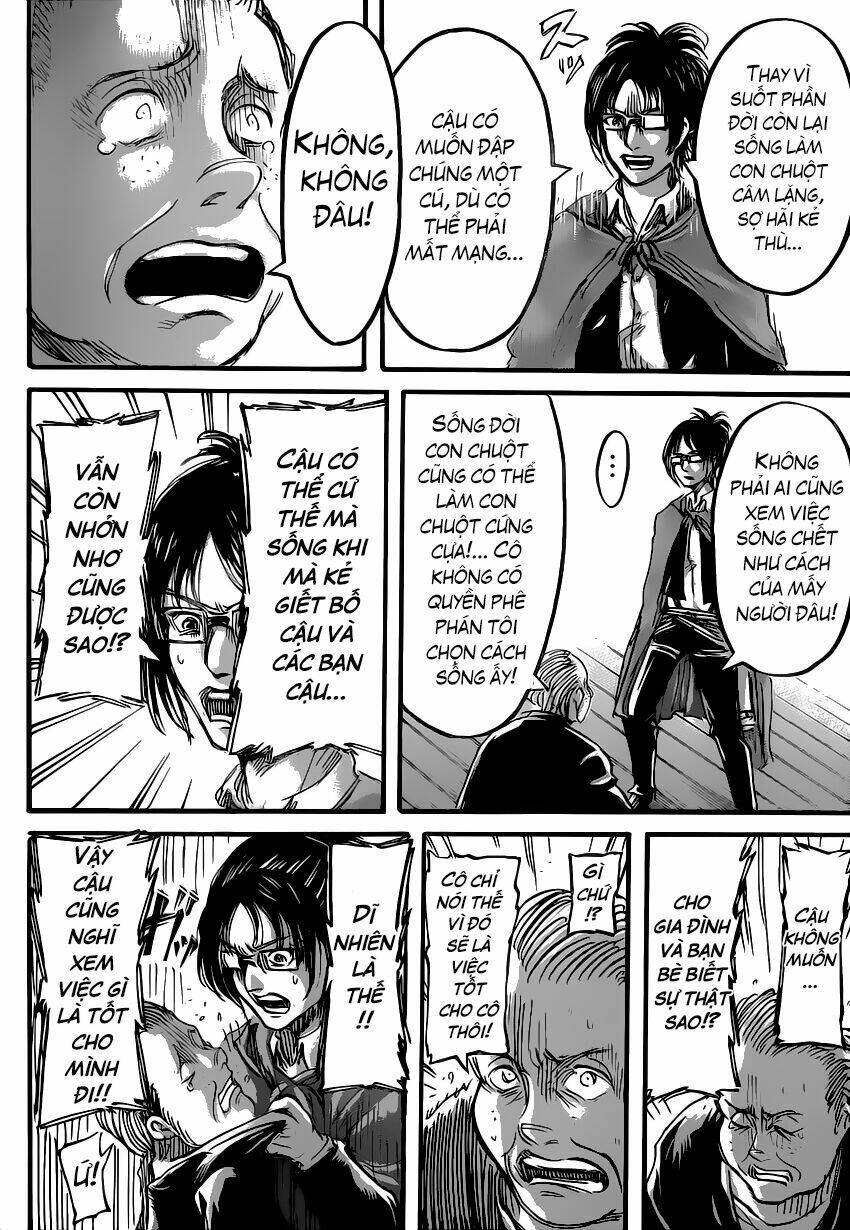 THAY VÌ
SUỐT PHẦN
ĐỜI CÒN LẠI
SỐNG LÀM
CON CHUỘT
CÂM LẶNG,
SỢ HÃI KẺ
THÙ...
スッ
CẬU CÓ
MUỐN ĐẬP
CHÚNG MỘT
CÚ, DÙ CÓ
THỂ PHẢI
MẤT MẠNG...
KHÔNG,
KHÔNG
ĐÂU!
KHÔNG
PHẢI AI CŨNG
XEM VIỆC
SỐNG CHẾT
NHƯ CÁCH
CỦA MẤY
NGƯỜI ĐÂU!
...
SỐNG ĐỜI
CON CHUỘT
CŨNG CÓ THỂ
LÀM CON
CHUỘT CỨNG
CỰA!... CÔ
KHÔNG CÓ
QUYỀN PHÊ
PHÁN TÔI
CHỌN CÁCH
SỐNG ẤY!
CẬU CÓ
THỂ CỨ
THẾ MÀ
SỐNG KHI
MÀ KẺ
GIẾT BỐ
CẬU VÀ
CÁC BẠN
CẬU...
VẪN
CÒN
NHỞN
NHƠ
CŨNG
ĐƯỢC
SAO!?
CẬU
KHÔNG
MUỐN
...
CHO
GIA ĐÌNH
VÀ BẠN
BÈ BIẾT
SỰ THẬT
SAO!?
GÌ
CHỨ
!?
CÔ CHỈ
NÓI THẾ
VÌ ĐÓ
SẼ LÀ
VIỆC
TỐT
CHO CÔ
THÔI!
DĨ
NHIÊN
LÀ
THẾ
!!
VẬY
CẬU
CŨNG
NGHĨ
XEM
VIỆC GÌ
LÀ TỐT
CHO
MÌNH
ĐI!!
Ư!